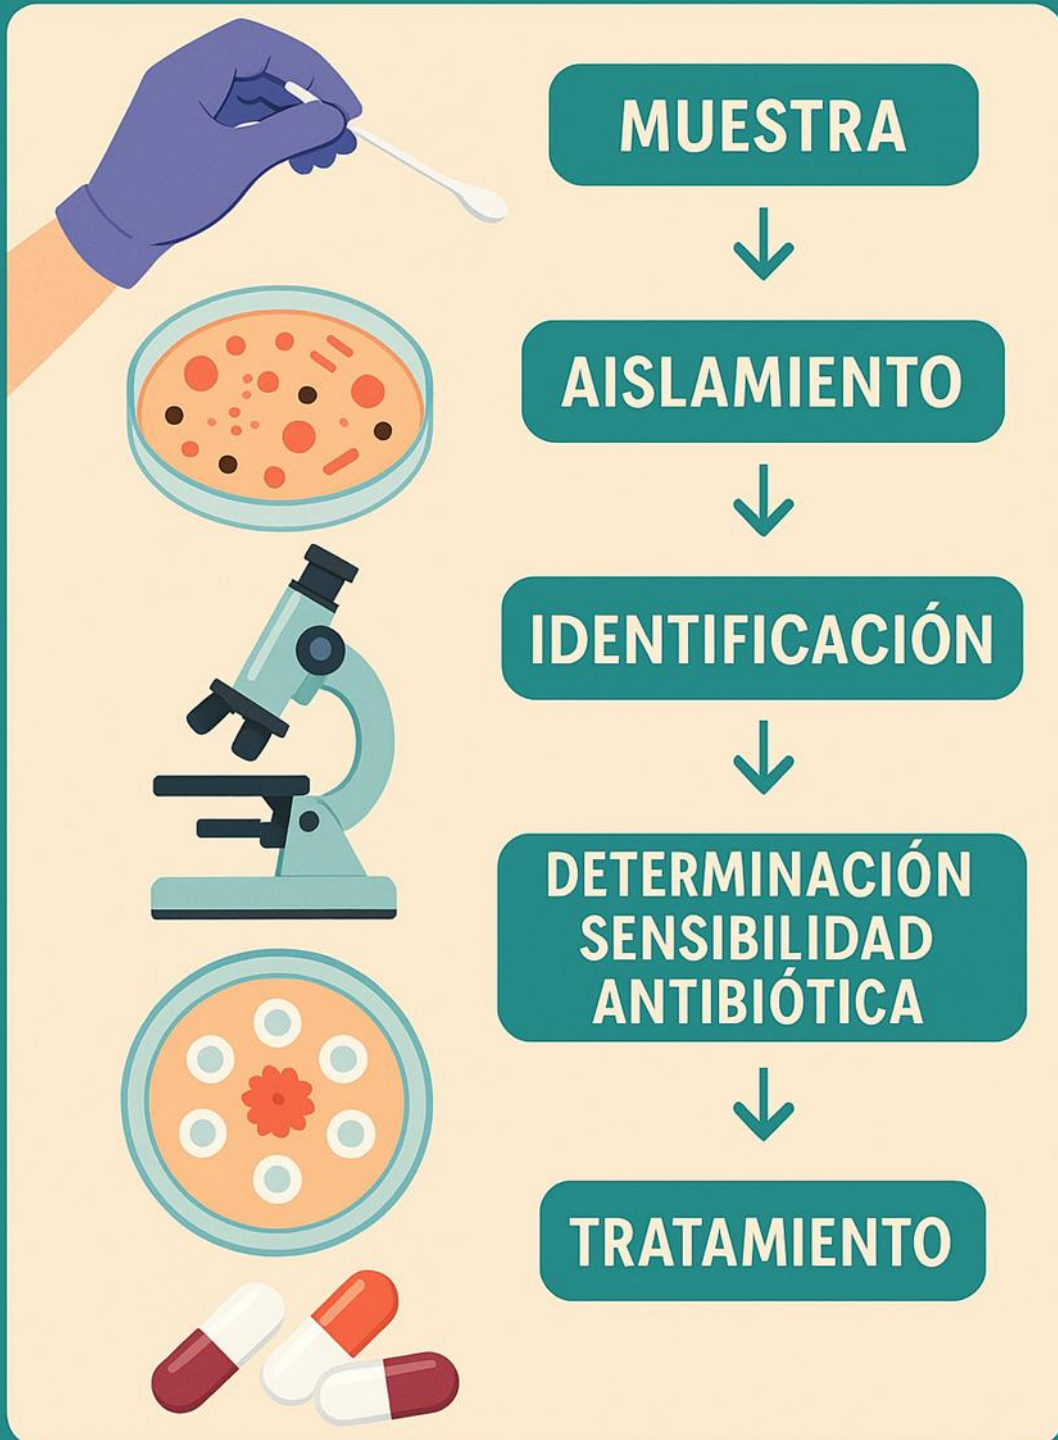 MUESTRA
AISLAMIENTO
IDENTIFICACIÓN
DETERMINACIÓN
SENSIBILIDAD
ANTIBIÓTICA
TRATAMIENTO